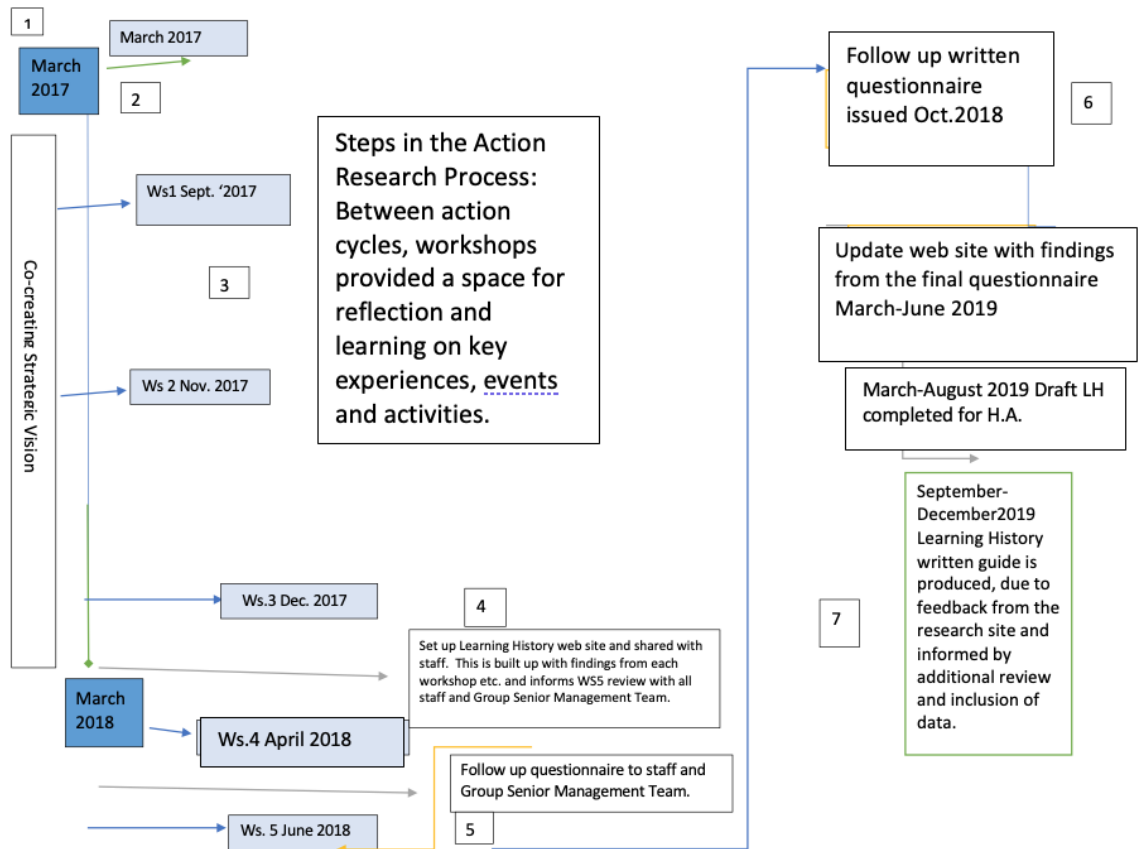 1
March 2017
March
2017
2
Ws1 Sept. ‘2017
3
Co-creating Strategic Vision
Ws 2 Nov. 2017
Steps in the Action
Research Process:
Between action
cycles, workshops
provided a space for
reflection and
learning on key
experiences, events
and activities.
Ws.3 Dec. 2017
4
Set up Learning History web site and shared with
staff.  This is built up with findings from each
workshop etc. and informs WS5 review with all
staff and Group Senior Management Team.
March
2018
Ws.4 April 2018
Follow up questionnaire to staff and
Group Senior Management Team.
Ws. 5 June 2018
5
Follow up written
questionnaire
issued Oct.2018
6
Update web site with findings
from the final questionnaire
March-June 2019
March-August 2019 Draft LH
completed for H.A.
September-
December2019
Learning History
written guide is
produced, due to
feedback from the
research site and
informed by
additional review
and inclusion of
data.
7